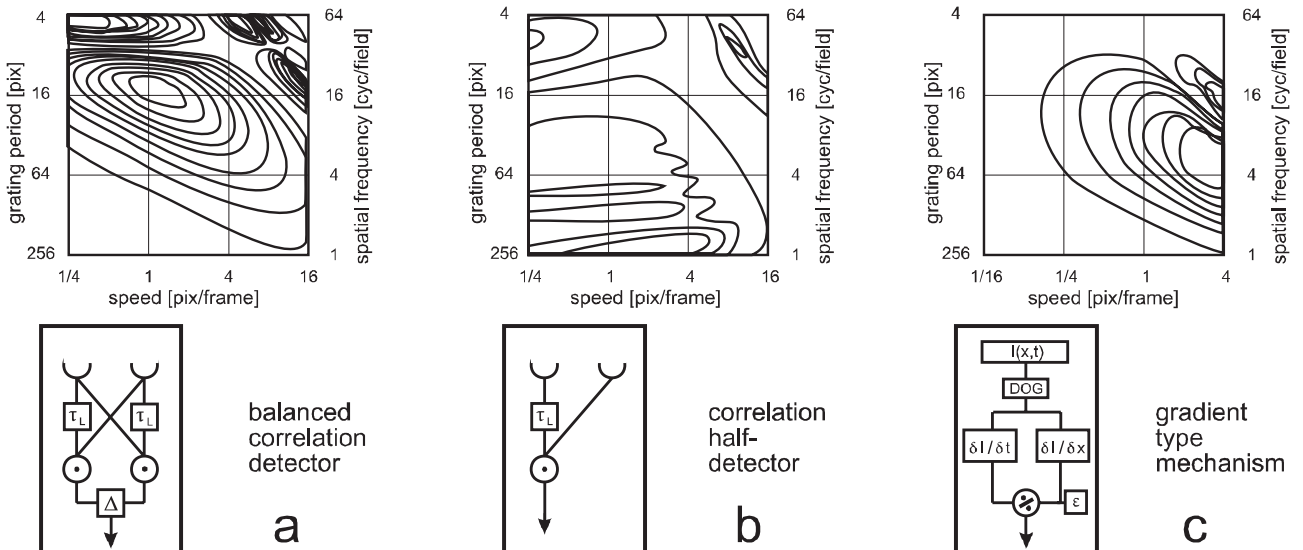 4
16
64
256
grating period [pix]
64
16
4
1
spatial frequency [cyc/field]
1/4
1
4
16
speed [pix/frame]
4
16
64
256
grating period [pix]
64
16
4
1
spatial frequency [cyc/field]
1/4
1
4
16
speed [pix/frame]
4
16
64
256
grating period [pix]
64
16
4
1
spatial frequency [cyc/field]
1/16
1/4
1
4
speed [pix/frame]
τL
τL
Δ
balanced
correlation
detector
a
τL
correlation
half-
detector
b
I(x,t)
DOG
δI/δt
δI/δx
÷
ε
gradient
type
mechanism
c